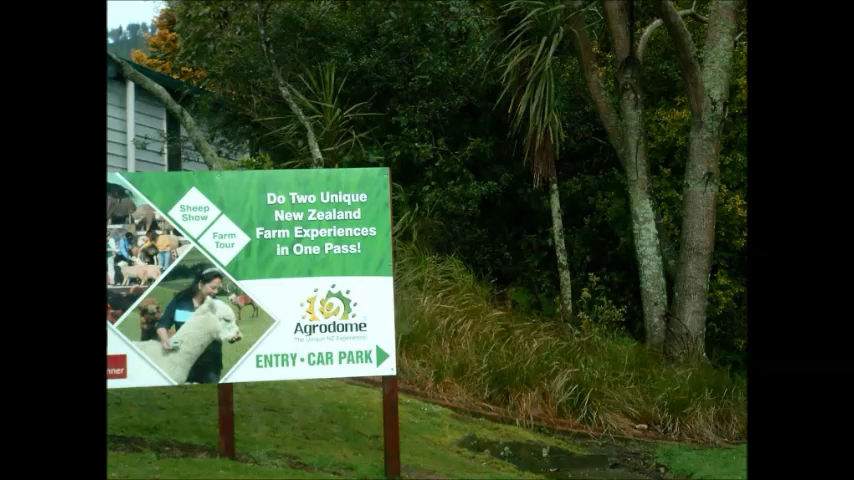 Sheep
Show
Farm
Tour
Do Two Unique
New Zealand
Farm Experiences
in One Pass!
Agrodome
The Unique NZ Experience
ENTRY • CAR PARK
nner